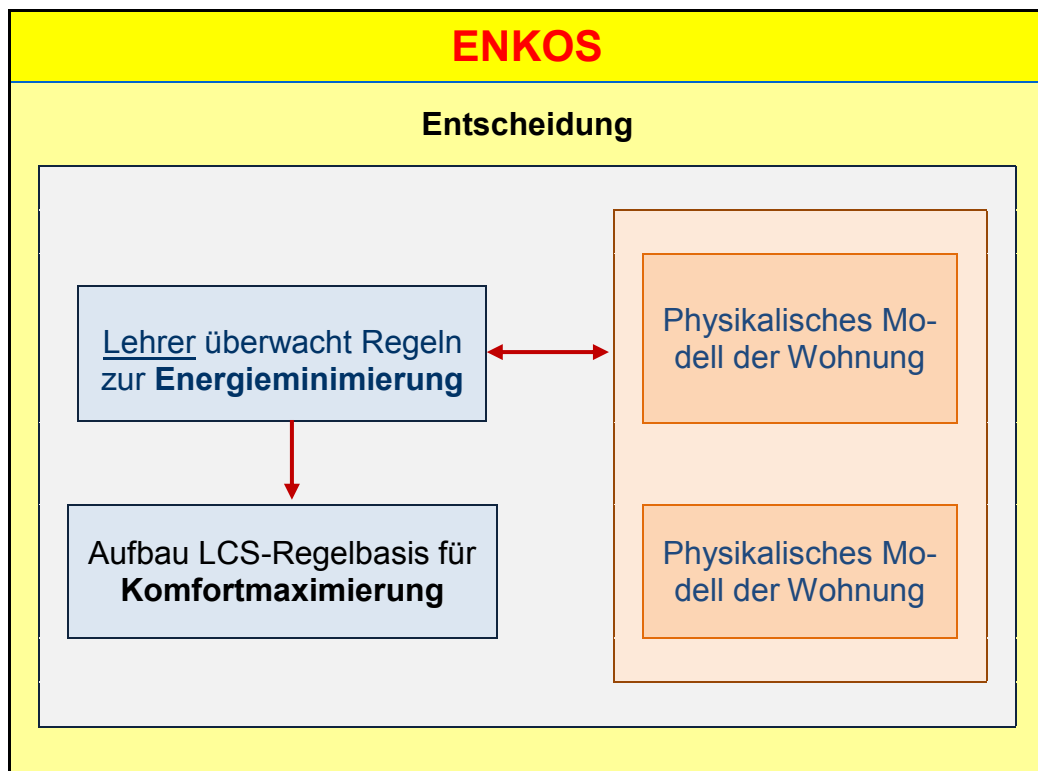 ENKOS
Entscheidung
Lehrer überwacht Regeln
zur Energieminimierung
Physikalisches Mo-
dell der Wohnung
Aufbau LCS-Regelbasis für
Komfortmaximierung
Physikalisches Mo-
dell der Wohnung